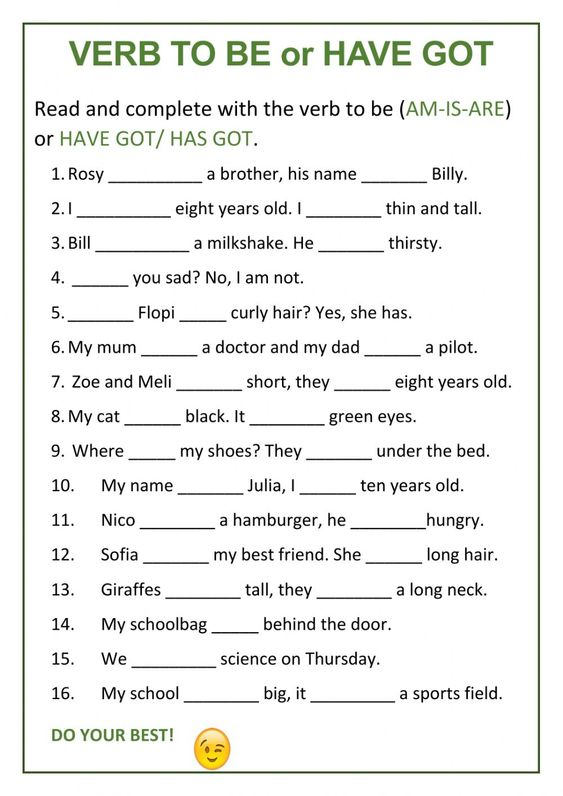 VERB TO BE or HAVE GOT
Read and complete with the verb to be (AM-IS-ARE)
or HAVE GOT/ HAS GOT.
1. Rosy __________ a brother, his name _______ Billy.
2. I __________ eight years old. I ________ thin and tall.
3. Bill __________ a milkshake. He _______ thirsty.
4. ______ you sad? No, I am not.
5. _______ Flopi _____ curly hair? Yes, she has.
6. My mum ______ a doctor and my dad ______ a pilot.
7. Zoe and Meli _______ short, they ______ eight years old.
8. My cat ______ black. It ________ green eyes.
9. Where _____ my shoes? They _______ under the bed.
10. My name _______ Julia, I ______ ten years old.
11. Nico ________ a hamburger, he ________hungry.
12. Sofia _______ my best friend. She ______ long hair.
13. Giraffes ________ tall, they ________ a long neck.
14. My schoolbag _____ behind the door.
15. We _________ science on Thursday.
16. My school ________ big, it _________ a sports field.
DO YOUR BEST!